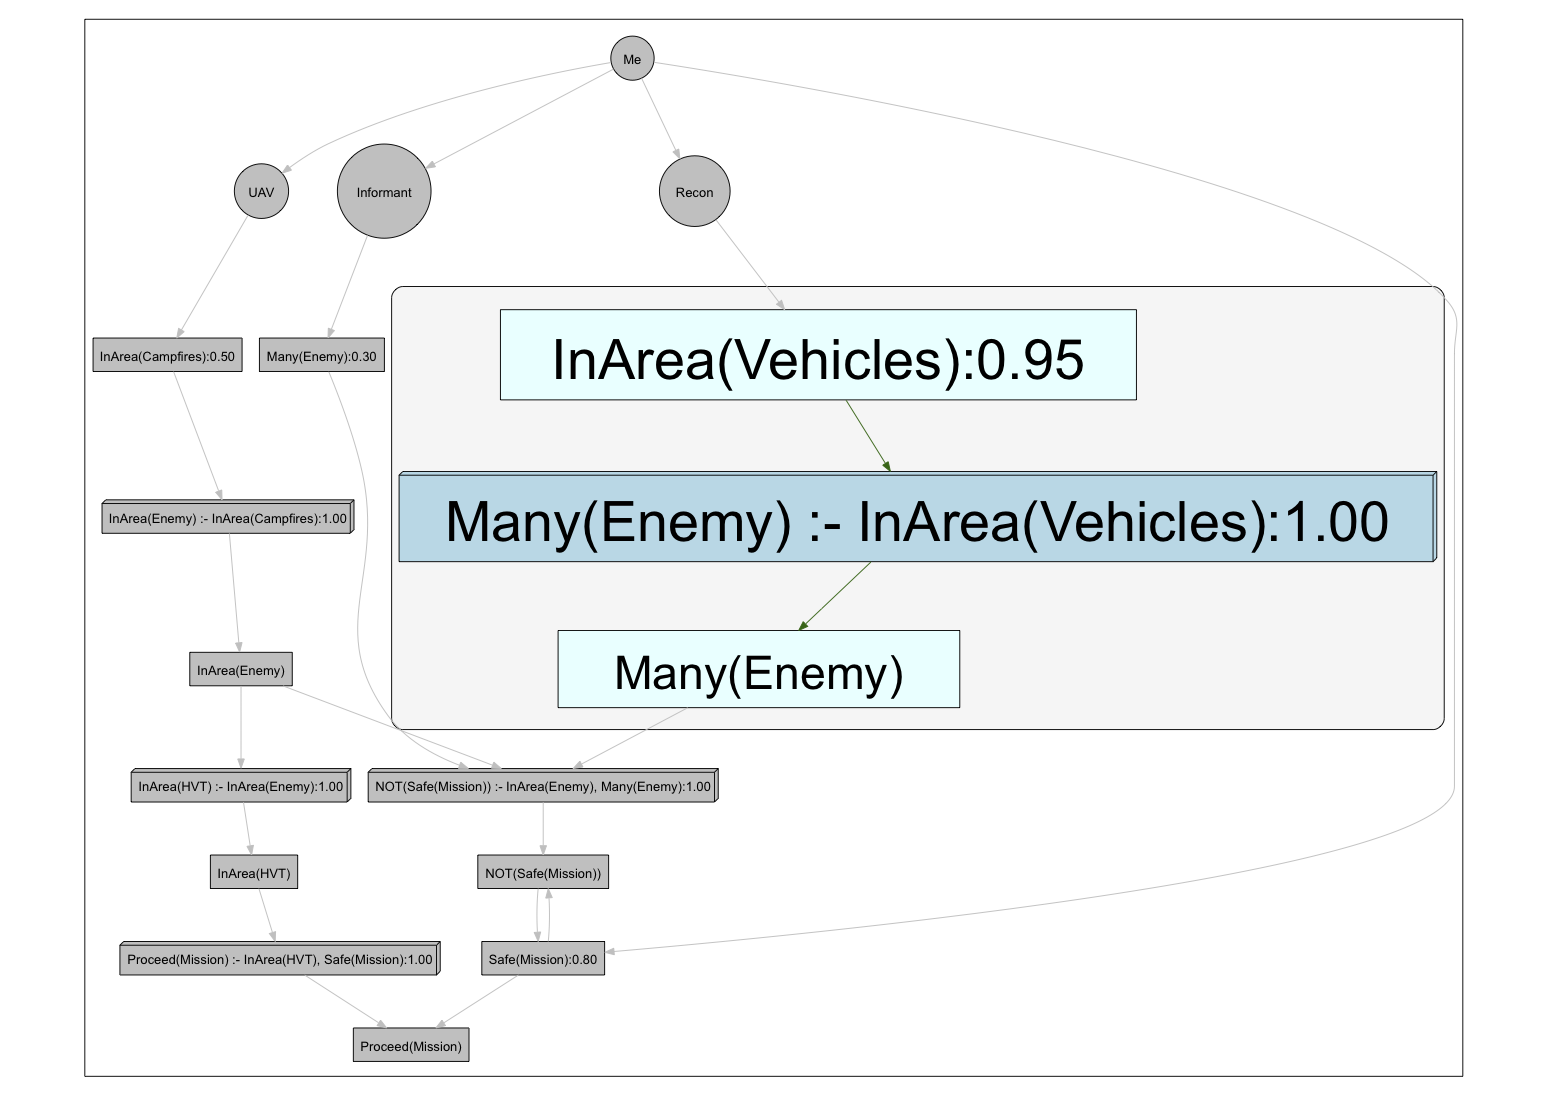 Me
UAV
Informant
Recon
InArea(Campfires):0.50
Many(Enemy):0.30
InArea(Vehicles):0.95
InArea(Enemy) :- InArea(Campfires):1.00
Many(Enemy) :- InArea(Vehicles):1.00
InArea(Enemy)
Many(Enemy)
InArea(HVT) :- InArea(Enemy):1.00
NOT(Safe(Mission)) :- InArea(Enemy), Many(Enemy):1.00
InArea(HVT)
NOT(Safe(Mission))
Proceed(Mission) :- InArea(HVT), Safe(Mission):1.00
Safe(Mission):0.80
Proceed(Mission)